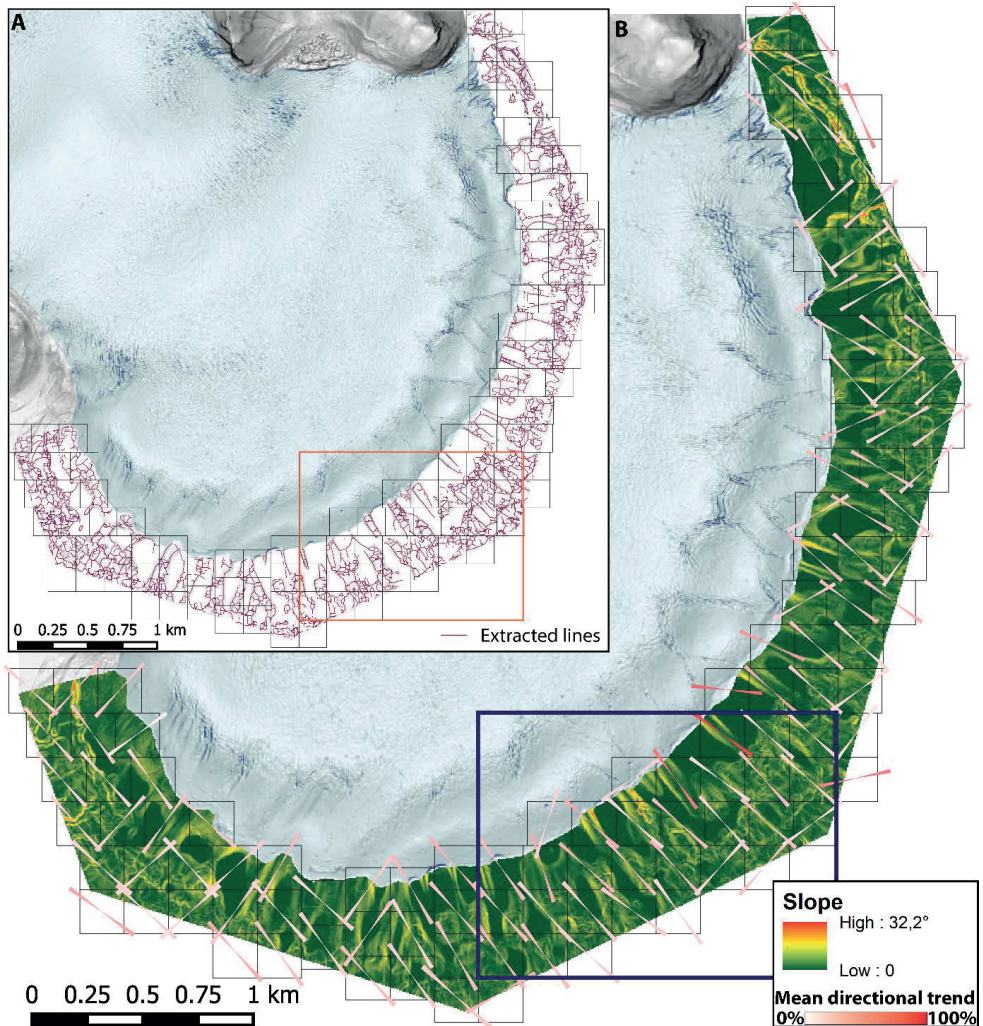 A
B
0 0.25 0.5 0.75 1 km
Extracted lines
Slope
High : 32,2°
Low : 0
Mean directional trend
0% 100%
0 0.25 0.5 0.75 1 km